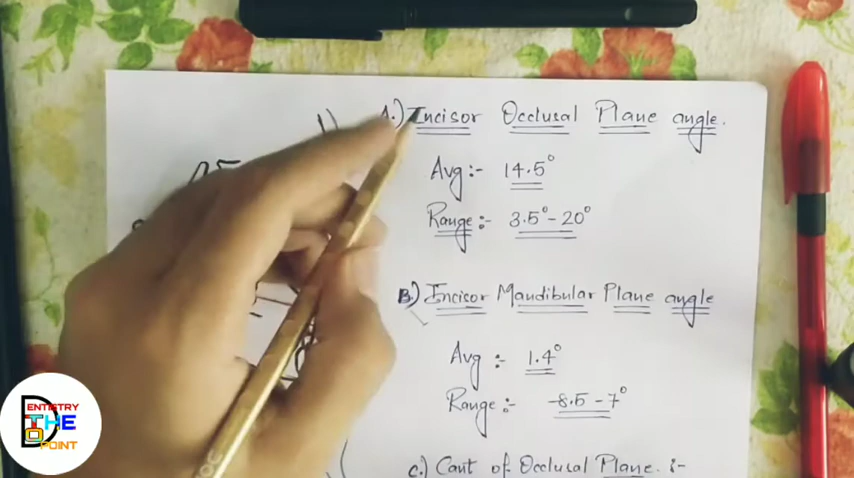 A.) Incisor Occlusal Plane angle.
Avg :- 14.5°
Range :- 3.5° - 20°
B.) Incisor Mandibular Plane angle
Avg :- 1.4°
Range :- -8.5 - 7°
c.) Cant of Occlusal Plane. :-
DENTISTRY
THE
TO
POINT